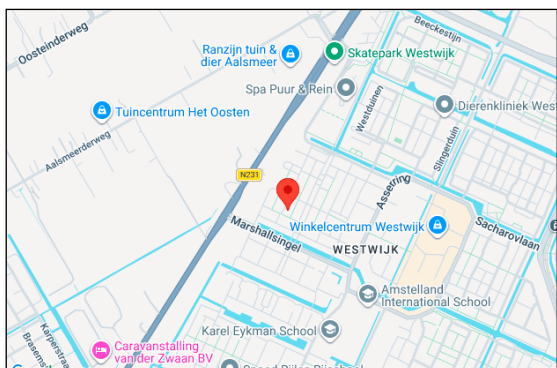 Oosteinderweg
Beeckestijn
Ranzijn tuin &
dier Aalsmeer
Skatepark Westwijk
Spa Puur & Rein
Westduinen
Dierenkliniek West
Tuincentrum Het Oosten
Slingerduin
Aalsmeerderweg
N231
Asserring
Marshallsingel
Winkelcentrum Westwijk
Sacharovlaan
WESTWIJK
Amstelland
International School
Karel Eykman School
Karperstraat
Caravanstalling
van der Zwaan BV